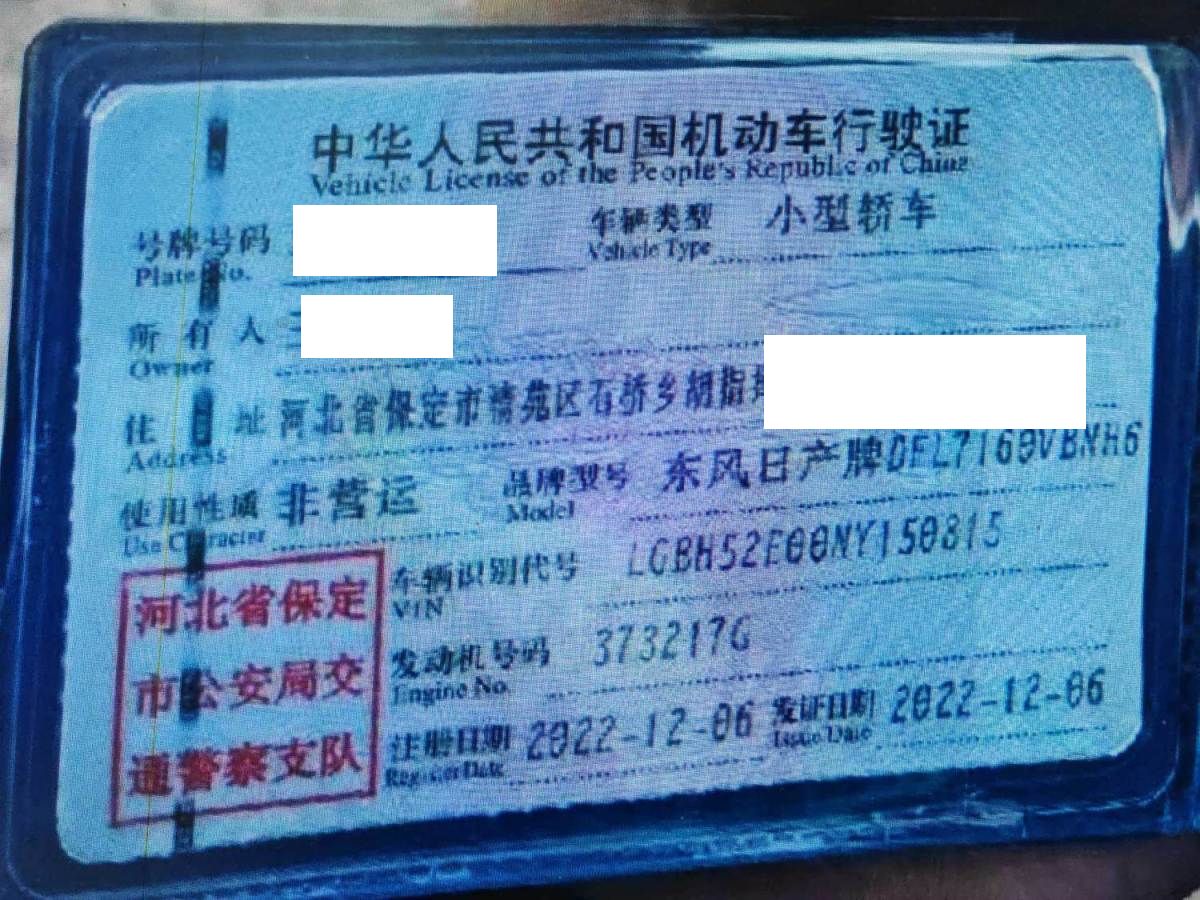 中华人民共和国机动车行驶证
Vehicle License of the People's Republic of China
号牌号码 车辆类型 小型轿车
Plate No. Vehicle Type
所有人
Owner
住址 河北省保定市清苑区石桥乡胡指
Address
使用性质 非营运 品牌型号 东风日产牌DFL7160VBNH6
Use Character Model
车辆识别代号 LGBH52E00NY150815
VIN
发动机号码 373217G
Engine No.
注册日期 2022-12-06 发证日期 2022-12-06
Register Date Issue Date
河北省保定
市公安局交
通警察支队